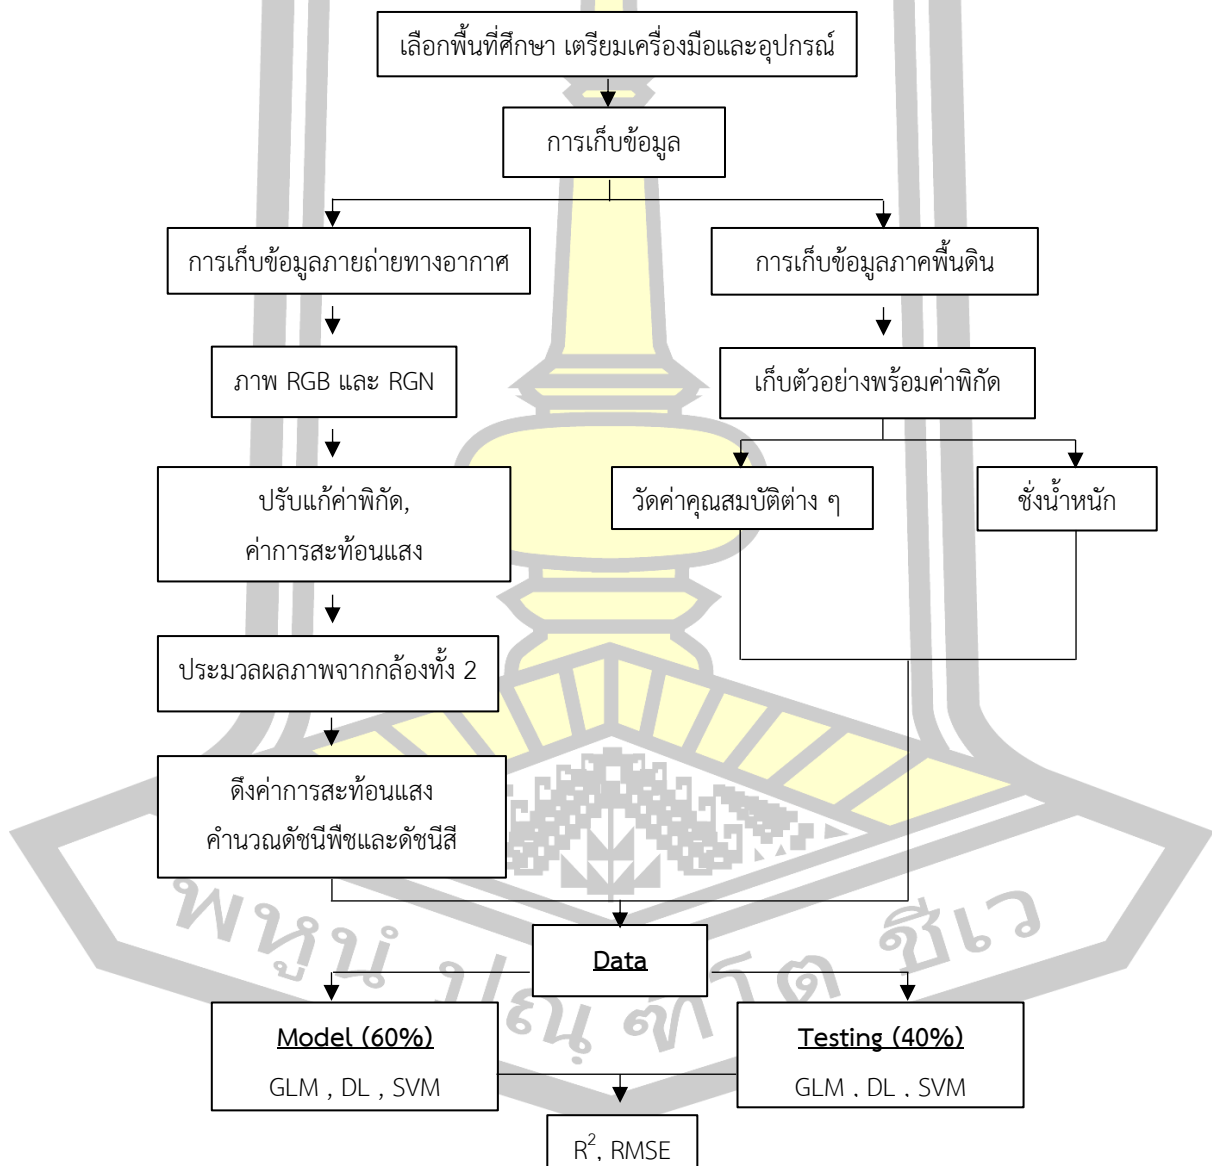 เลือกพื้นที่ศึกษา เตรียมเครื่องมือและอุปกรณ์
การเก็บข้อมูล
การเก็บข้อมูลภายถ่ายทางอากาศ
การเก็บข้อมูลภาคพื้นดิน
ภาพ RGB และ RGN
เก็บตัวอย่างพร้อมค่าพิกัด
ปรับแก้ค่าพิกัด,
ค่าการสะท้อนแสง
วัดค่าคุณสมบัติต่าง ๆ
ชั่งน้ำหนัก
ประมวลผลภาพจากกล้องทั้ง 2
ดึงค่าการสะท้อนแสง
คำนวณดัชนีพืชและดัชนีสี
พหูนํ ปณฺฑิโต ชีเว
Data
Model (60%)
GLM , DL , SVM
Testing (40%)
GLM , DL , SVM
R², RMSE